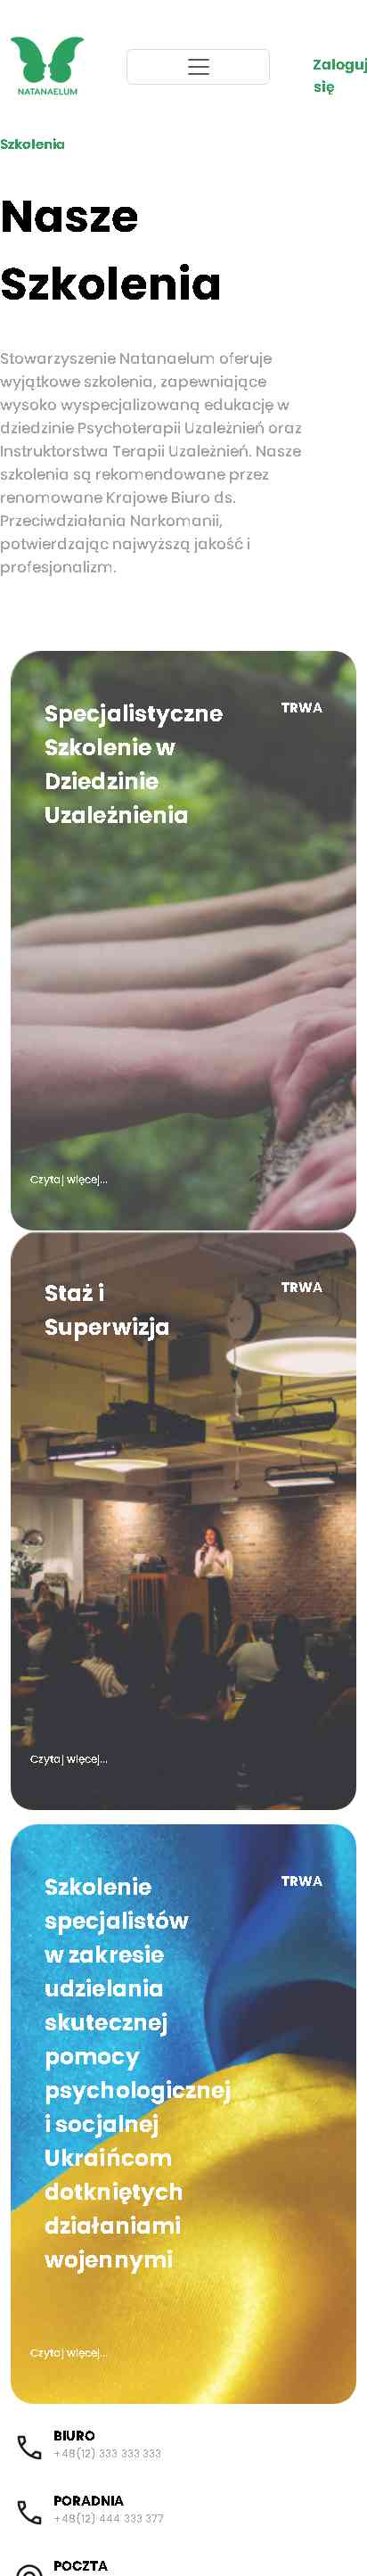 NATANAELUM
Zaloguj
się
Szkolenia
Nasze
Szkolenia
Stowarzyszenie Natanaelum oferuje
wyjątkowe szkolenia, zapewniające
wysoko wyspecjalizowaną edukację w
dziedzinie Psychoterapii Uzależnień oraz
Instruktorstwa Terapii Uzależnień. Nasze
szkolenia są rekomendowane przez
renomowane Krajowe Biuro ds.
Przeciwdziałania Narkomanii,
potwierdzając najwyższą jakość i
profesjonalizm.
Specjalistyczne
Szkolenie w
Dziedzinie
Uzależnienia
TRWA
Czytaj więcej...
Staż i
Superwizja
TRWA
Czytaj więcej...
Szkolenie
specjalistów
w zakresie
udzielania
skutecznej
pomocy
psychologicznej
i socjalnej
Ukraińcom
dotkniętych
działaniami
wojennymi
TRWA
Czytaj więcej...
BIURO
+48(12) 333 333 333
PORADNIA
+48(12) 444 333 377
POCZTA